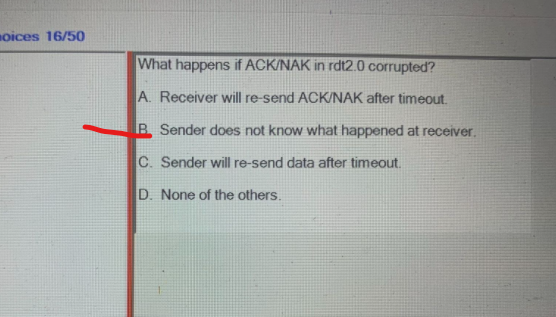 oices 16/50
What happens if ACK/NAK in rdt2.0 corrupted?
A. Receiver will re-send ACK/NAK after timeout.
B. Sender does not know what happened at receiver.
C. Sender will re-send data after timeout.
D. None of the others.